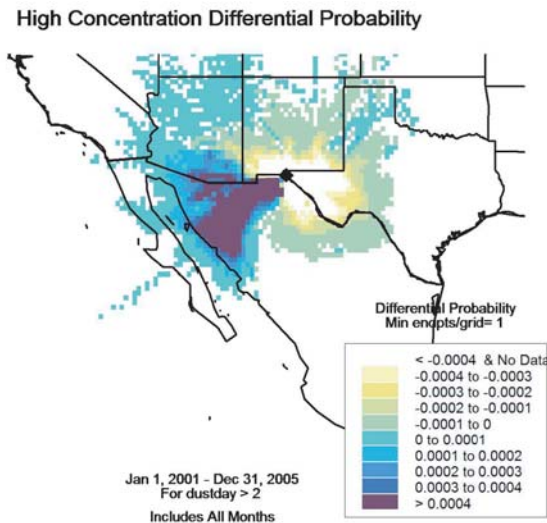 High Concentration Differential Probability
Differential Probability
Min endpts/grid= 1
< -0.0004 & No Data
-0.0004 to -0.0003
-0.0003 to -0.0002
-0.0002 to -0.0001
-0.0001 to 0
0 to 0.0001
0.0001 to 0.0002
0.0002 to 0.0003
0.0003 to 0.0004
> 0.0004
Jan 1, 2001 - Dec 31, 2005
For dustday > 2
Includes All Months